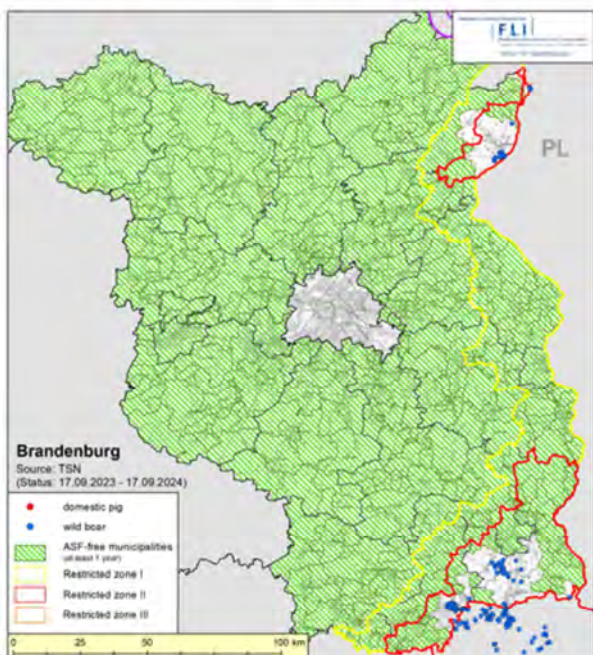 FLI
PL
Brandenburg
Source: TSN
(Status: 17.09.2023 - 17.09.2024)
domestic pig
wild boar
ASF-free municipalities
(at least 1 year)
Restricted zone I
Restricted zone II
Restricted zone III
0 25 50 100 km